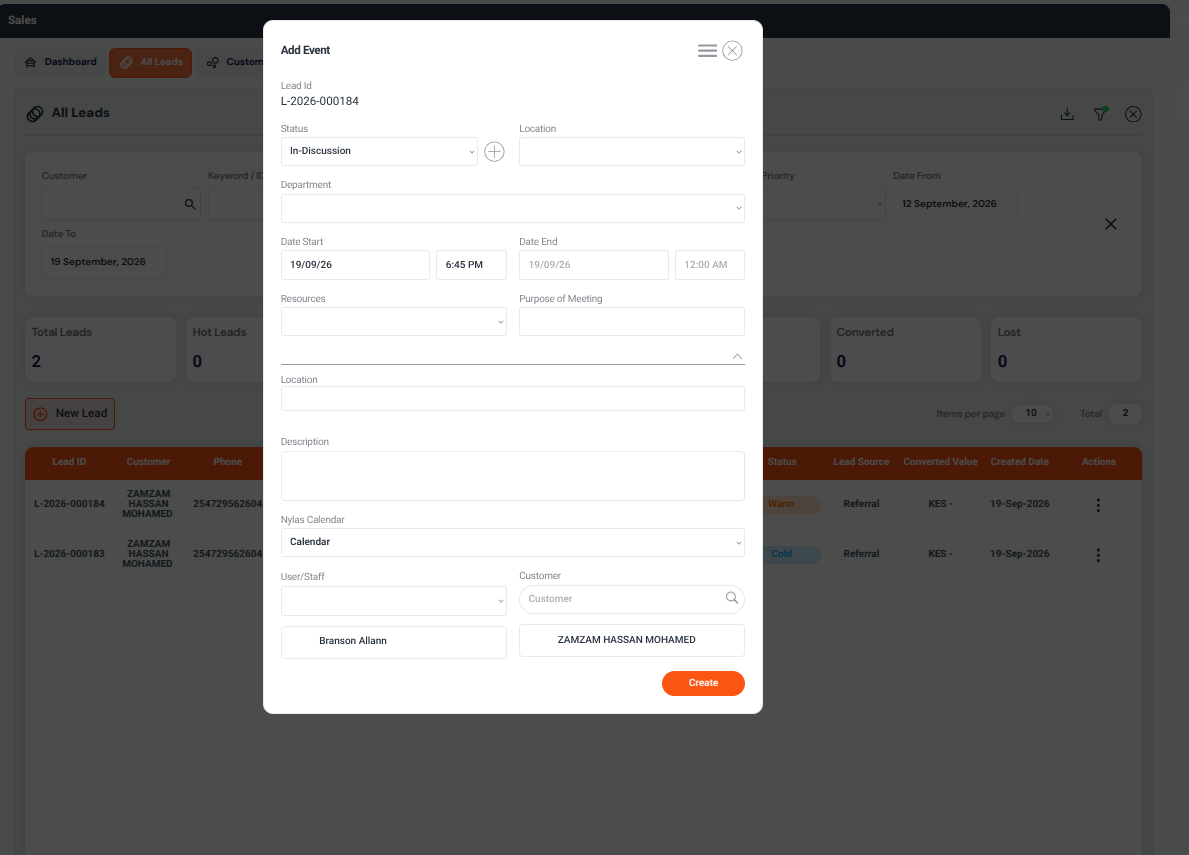 Sales
Dashboard
All Leads
Custom
All Leads
Customer
Keyword / ID
Priority
Date From
12 September, 2026
Date To
19 September, 2026
Total Leads
2
Hot Leads
0
Converted
0
Lost
0
New Lead
Items per page
10
Total
2
Lead ID Customer Phone Status Lead Source Converted Value Created Date Actions
L-2026-000184 ZAMZAM HASSAN MOHAMED 254729562604 Warm Referral KES - 19-Sep-2026
L-2026-000183 ZAMZAM HASSAN MOHAMED 254729562604 Cold Referral KES - 19-Sep-2026
Add Event
Lead Id
L-2026-000184
Status
In-Discussion
Location
Department
Date Start
19/09/26
6:45 PM
Date End
19/09/26
12:00 AM
Resources
Purpose of Meeting
Location
Description
Nylas Calendar
Calendar
User/Staff
Customer
Customer
Branson Allann
ZAMZAM HASSAN MOHAMED
Create